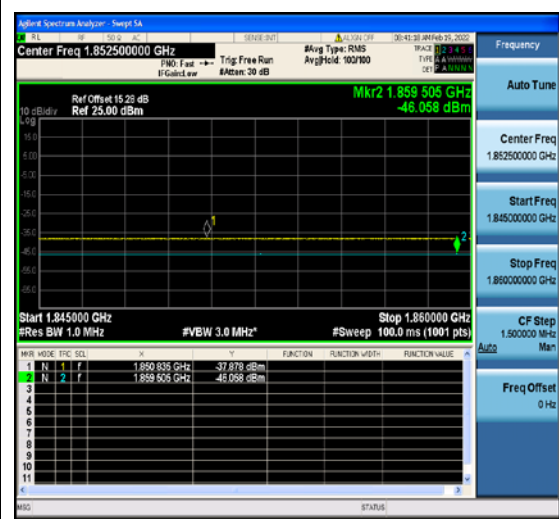 Agilent Spectrum Analyzer - Swept SA
RL RF 50 Ω AC SENSE:INT ALIGN OFF 08:41:38 AM Feb 19, 2022
Center Freq 1.852500000 GHz #Avg Type: RMS TRACE 1 2 3 4 5 6
PNO: Fast Trig: Free Run Avg|Hold: 100/100 TYPE
IFGain:Low #Atten: 30 dB DET P A N N N N
Mkr2 1.859 505 GHz
-46.058 dBm
Ref Offset 15.28 dB
10 dB/div Ref 25.00 dBm
Log
15.0
5.00
-5.00
-15.0
-25.0
-35.0
-45.0
-55.0
-65.0
1
2
Start 1.845000 GHz Stop 1.860000 GHz
#Res BW 1.0 MHz #VBW 3.0 MHz* #Sweep 100.0 ms (1001 pts)
MKR MODE TRC SCL X Y FUNCTION FUNCTION WIDTH FUNCTION VALUE
1 N 1 f 1.850 835 GHz -37.878 dBm
2 N 2 f 1.859 505 GHz -46.058 dBm
3
4
5
6
7
8
9
10
11
MSG STATUS
Frequency
Auto Tune
Center Freq
1.852500000 GHz
Start Freq
1.845000000 GHz
Stop Freq
1.860000000 GHz
CF Step
1.500000 MHz
Auto Man
Freq Offset
0 Hz